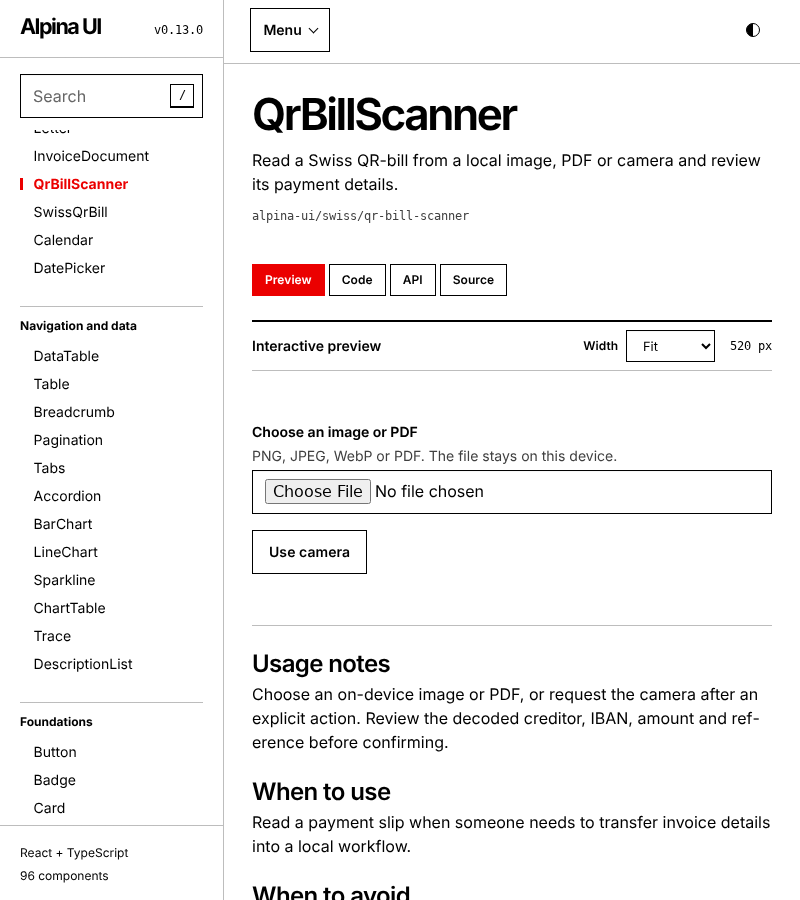 Alpina UI
v0.13.0
Search
/
Letter
InvoiceDocument
QrBillScanner
SwissQrBill
Calendar
DatePicker
Navigation and data
DataTable
Table
Breadcrumb
Pagination
Tabs
Accordion
BarChart
LineChart
Sparkline
ChartTable
Trace
DescriptionList
Foundations
Button
Badge
Card
React + TypeScript
96 components
Menu
QrBillScanner
Read a Swiss QR-bill from a local image, PDF or camera and review
its payment details.
alpina-ui/swiss/qr-bill-scanner
Preview
Code
API
Source
Interactive preview
Width
Fit
520 px
Choose an image or PDF
PNG, JPEG, WebP or PDF. The file stays on this device.
Choose File No file chosen
Use camera
Usage notes
Choose an on-device image or PDF, or request the camera after an
explicit action. Review the decoded creditor, IBAN, amount and ref-
erence before confirming.
When to use
Read a payment slip when someone needs to transfer invoice details
into a local workflow.
When to avoid